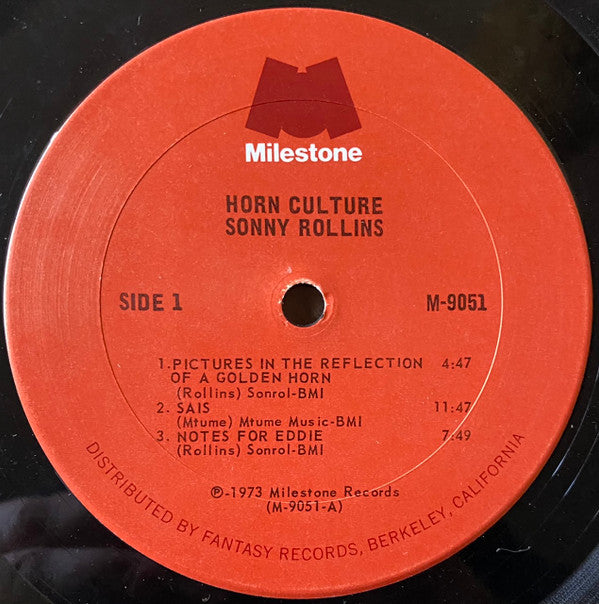 Milestone
HORN CULTURE
SONNY ROLLINS
SIDE 1
M-9051
1.PICTURES IN THE REFLECTION 4:47
OF A GOLDEN HORN
(Rollins) Sonrol-BMI
2. SAIS 11:47
(Mtume) Mtume Music-BMI
3. NOTES FOR EDDIE 7:49
(Rollins) Sonrol-BMI
℗-1973 Milestone Records
(M-9051-A)
DISTRIBUTED BY FANTASY RECORDS, BERKELEY, CALIFORNIA